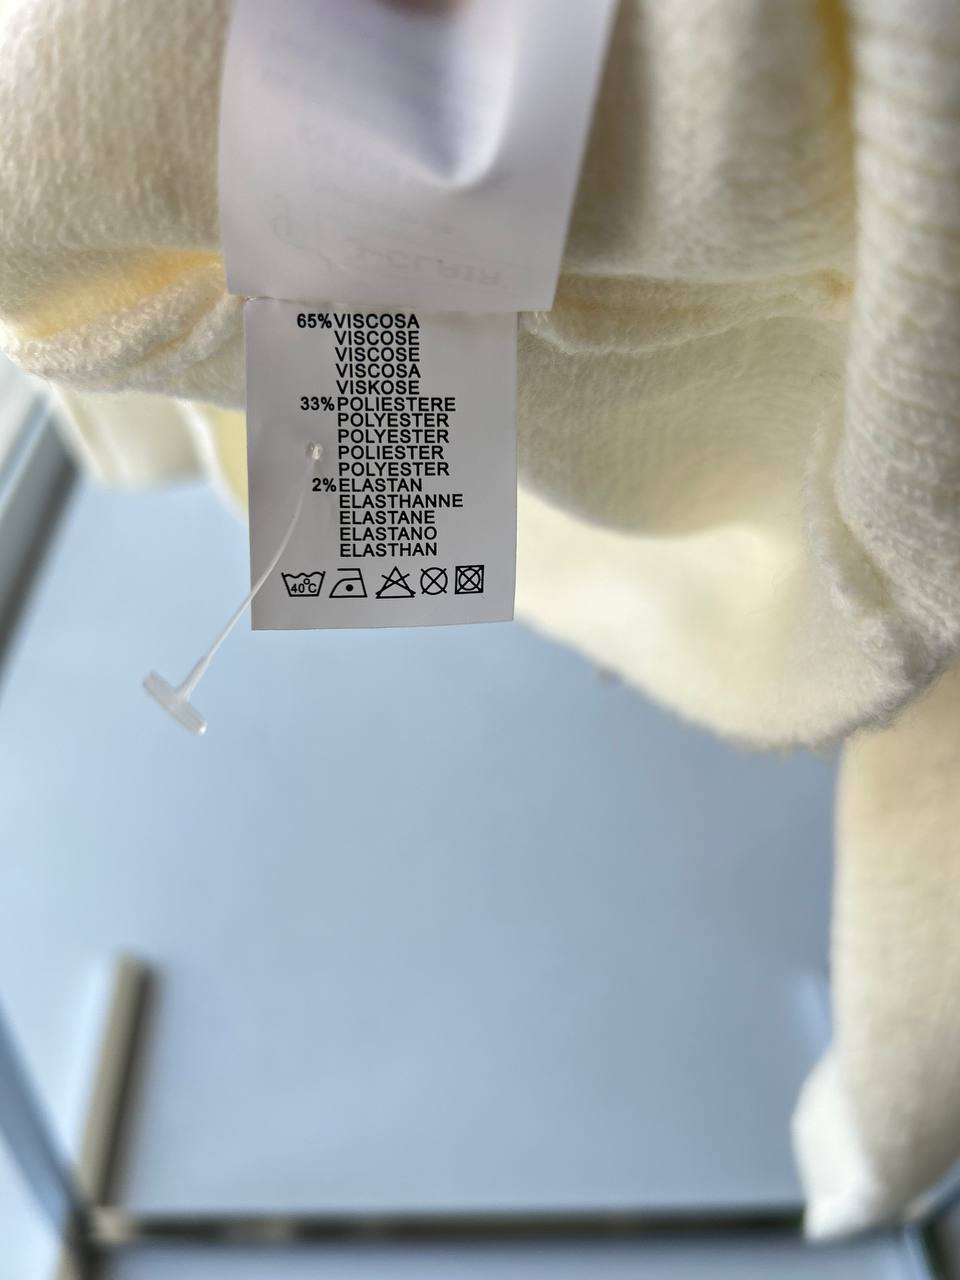 65% VISCOSA
VISCOSE
VISCOSE
VISCOSA
VISKOSE
33% POLIESTERE
POLYESTER
POLYESTER
POLIESTER
POLYESTER
2% ELASTAN
ELASTHANNE
ELASTANE
ELASTANO
ELASTHAN
40°C